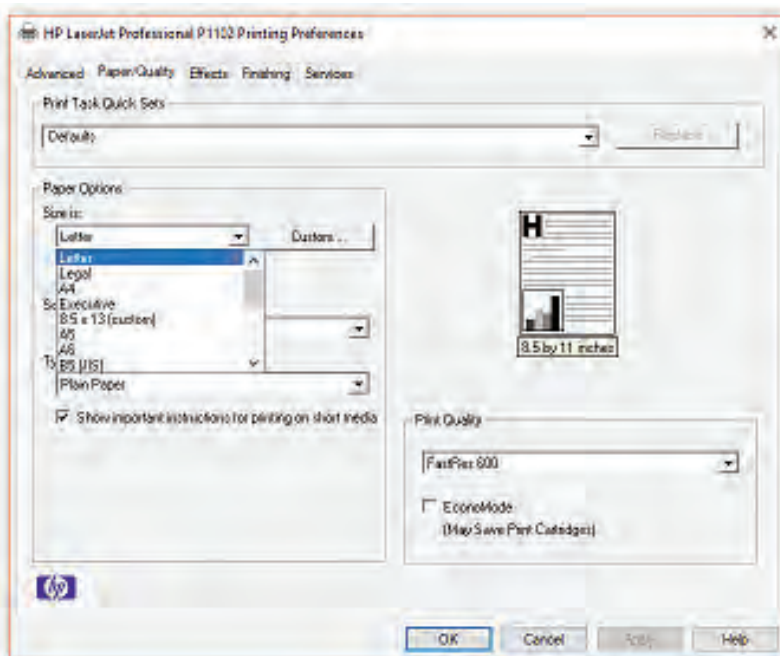 HP LaserJet Professional P1102 Printing Preferences
Advanced Paper/Quality Effects Finishing Services
Print Task Quick Sets
Defaults
Paper Options
Size is:
Letter
Custom ...
Letter
Legal
A4
Executive
8.5 x 13 (custom)
A5
A6
B5 (JIS)
Plain Paper
Show important instructions for printing on short media
H
8.5 by 11 inches
Print Quality
FastRes 600
EconoMode
(May Save Print Cartridges)
hp
OK Cancel Apply Help